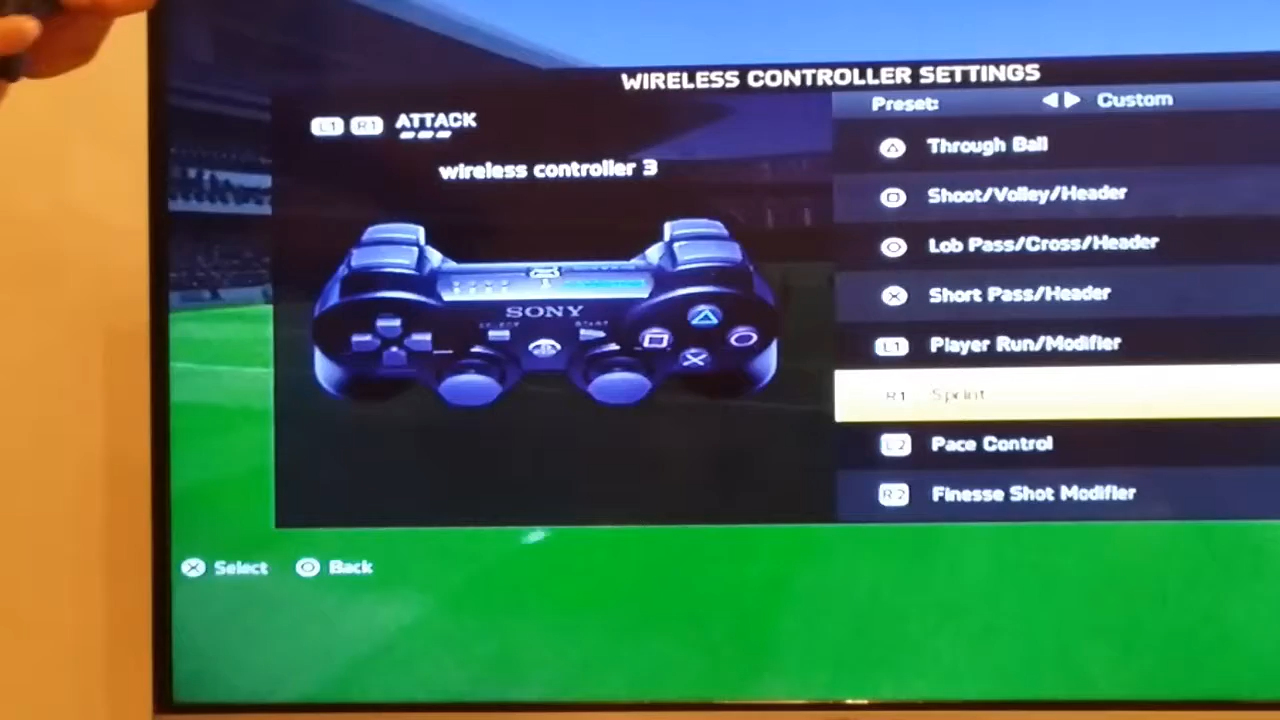 WIRELESS CONTROLLER SETTINGS
L1 R1 ATTACK
wireless controller 3
SONY
SELECT
START
Preset: Custom
Through Ball
Shoot/Volley/Header
Lob Pass/Cross/Header
Short Pass/Header
L1 Player Run/Modifier
R1 Sprint
L2 Pace Control
R2 Finesse Shot Modifier
Select Back